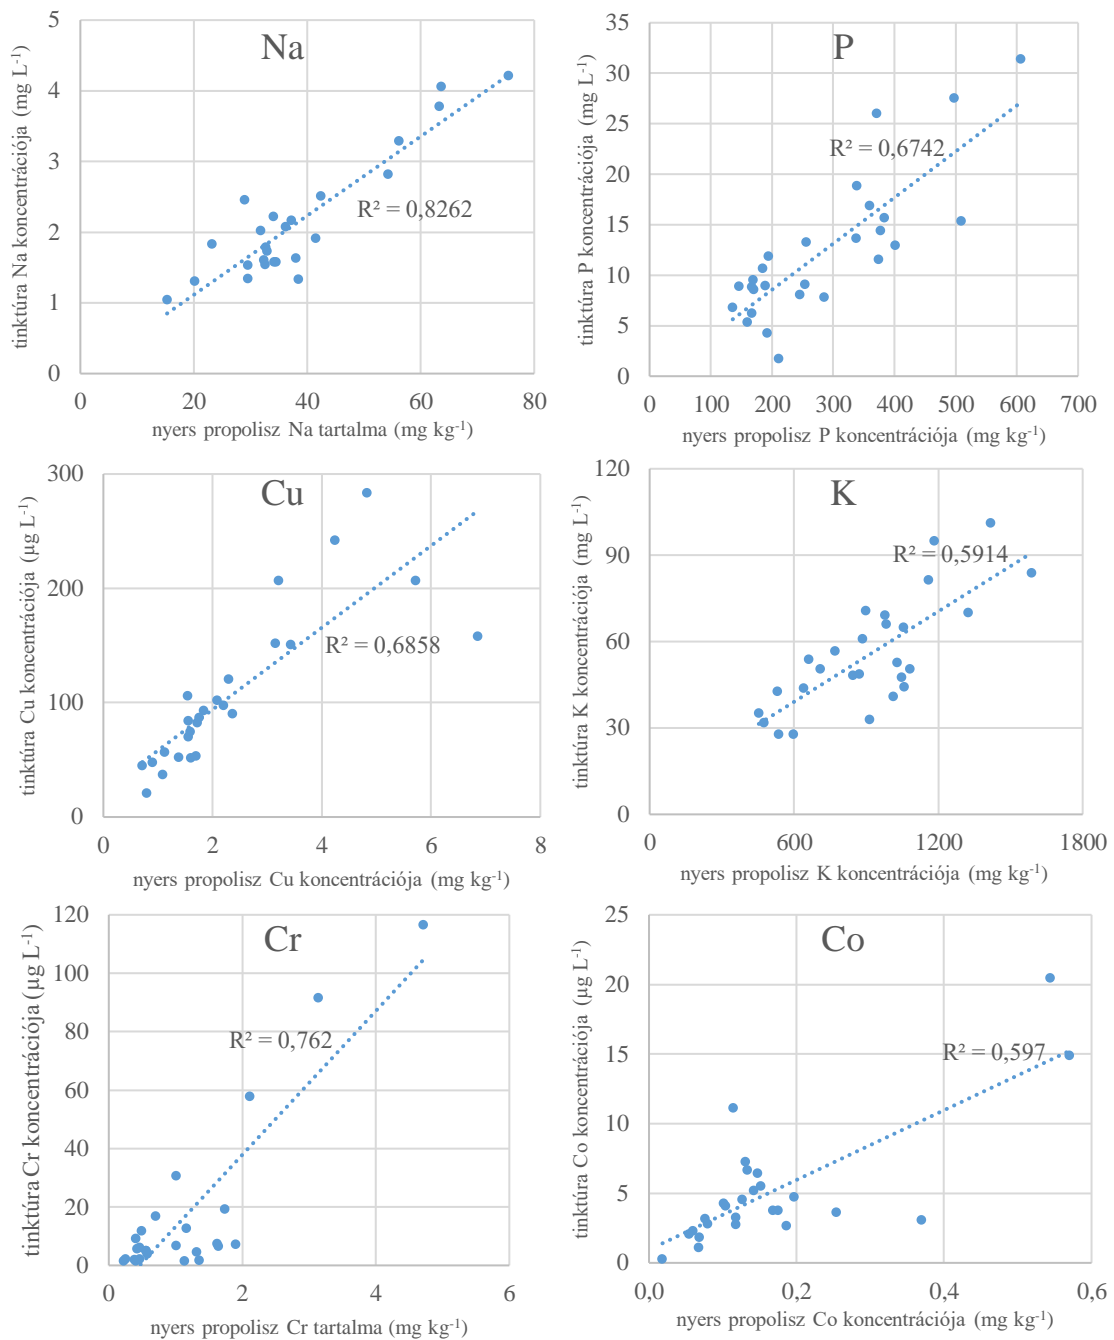 Na
tinktúra Na koncentrációja (mg L-1)
5
4
3
2
1
0
R² = 0,8262
0 20 40 60 80
nyers propolisz Na tartalma (mg kg-1)
P
tinktúra P koncentrációja (mg L-1)
35
30
25
20
15
10
5
0
R² = 0,6742
0 100 200 300 400 500 600 700
nyers propolisz P koncentrációja (mg kg-1)
Cu
tinktúra Cu koncentrációja (µg L-1)
300
200
100
0
R² = 0,6858
0 2 4 6 8
nyers propolisz Cu koncentrációja (mg kg-1)
K
tinktúra K koncentrációja (mg L-1)
120
90
60
30
0
R² = 0,5914
0 600 1200 1800
nyers propolisz K koncentrációja (mg kg-1)
Cr
tinktúra Cr koncentrációja (µg L-1)
120
100
80
60
40
20
0
R² = 0,762
0 2 4 6
nyers propolisz Cr tartalma (mg kg-1)
Co
tinktúra Co koncentrációja (µg L-1)
25
20
15
10
5
0
R² = 0,597
0,0 0,2 0,4 0,6
nyers propolisz Co koncentrációja (mg kg-1)